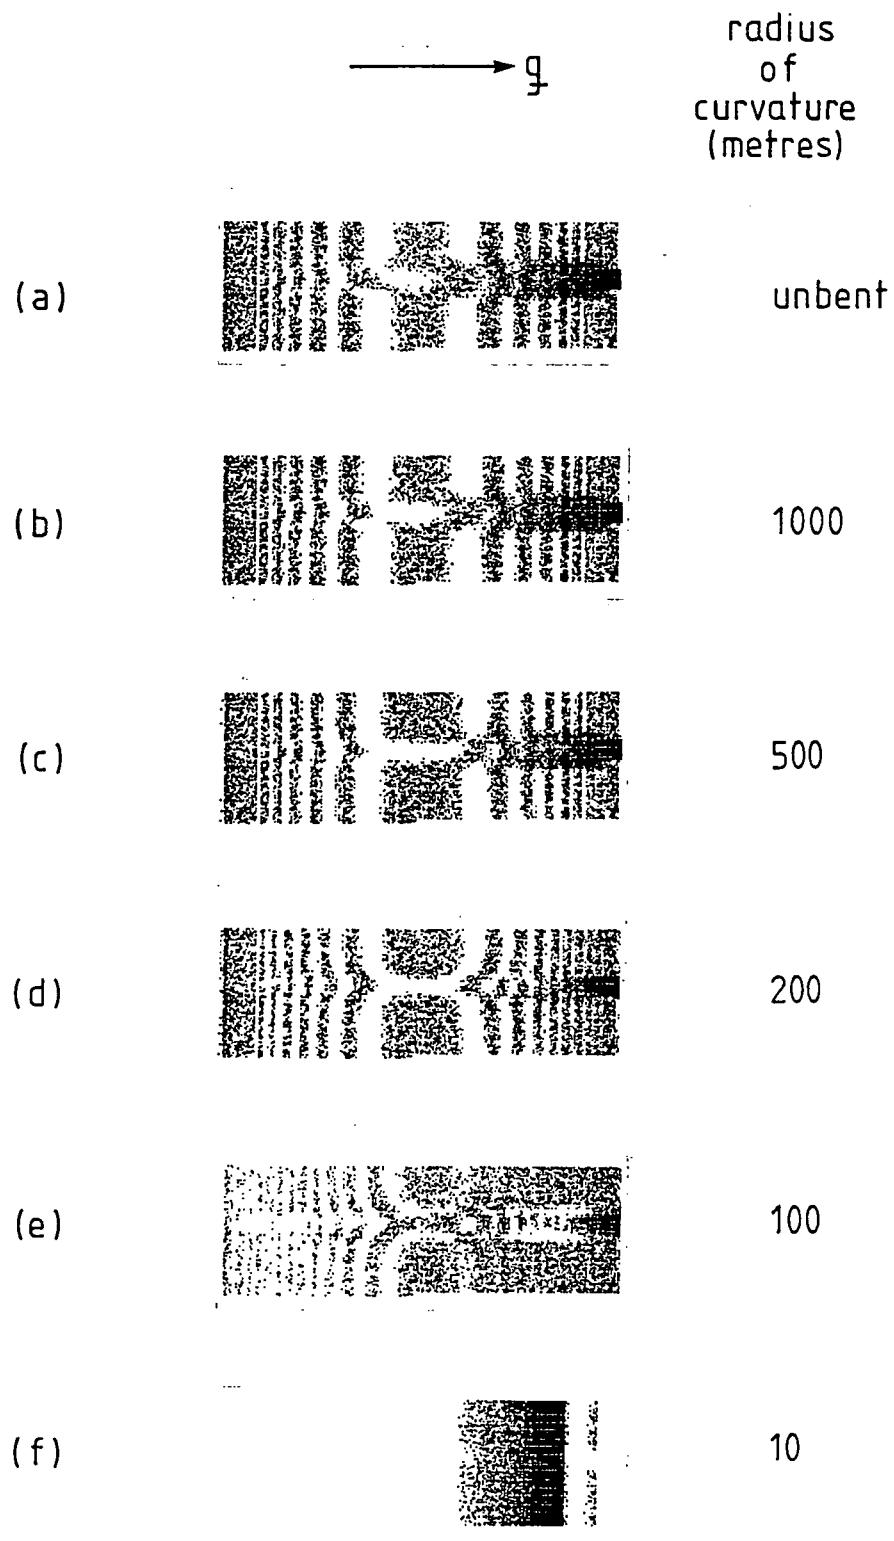 g
radius
of
curvature
(metres)
(a)
unbent
(b)
1000
(c)
500
(d)
200
(e)
100
(f)
10